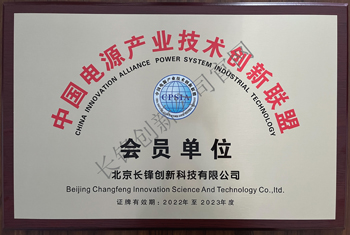 中国电源产业技术创新联盟
CHINA INNOVATION ALLIANCE POWER SYSTEM INDUSTRIAL TECHNOLOGY
会员单位
北京长锋创新科技有限公司
Beijing Changfeng Innovation Science And Technology Co.,ltd.
证牌有效期：2022年至2023年度